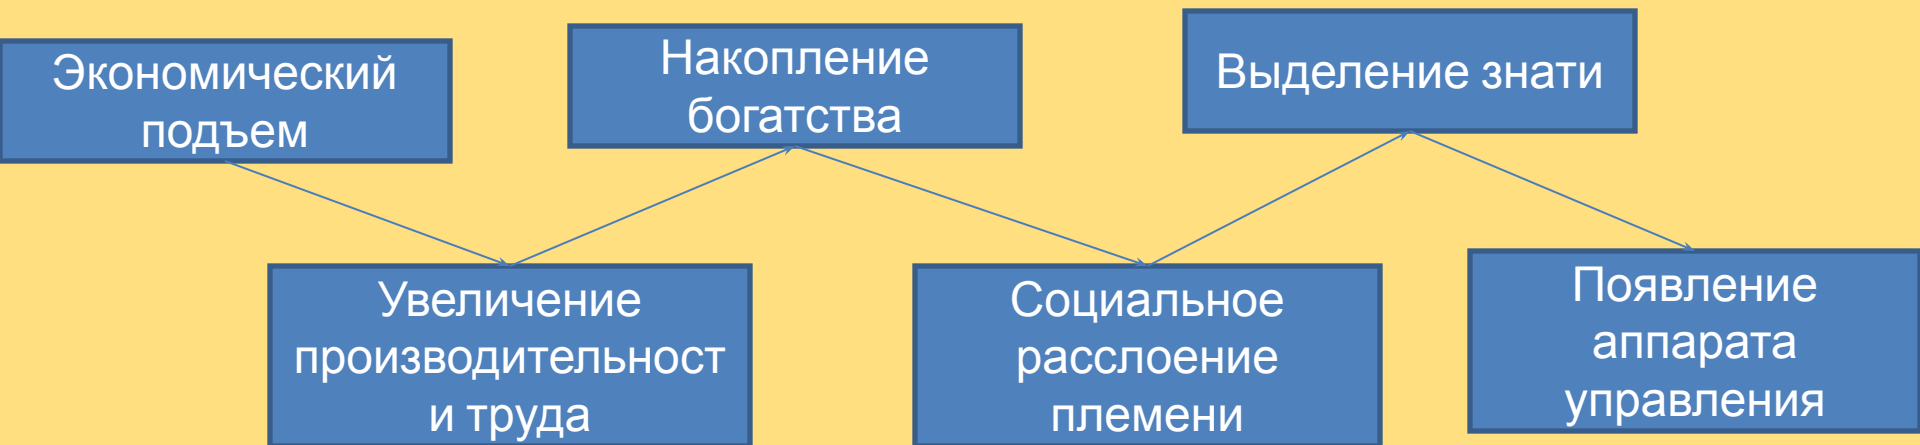 Экономический
подъем
Увеличение
производительност
и труда
Накопление
богатства
Социальное
расслоение
племени
Выделение знати
Появление
аппарата
управления